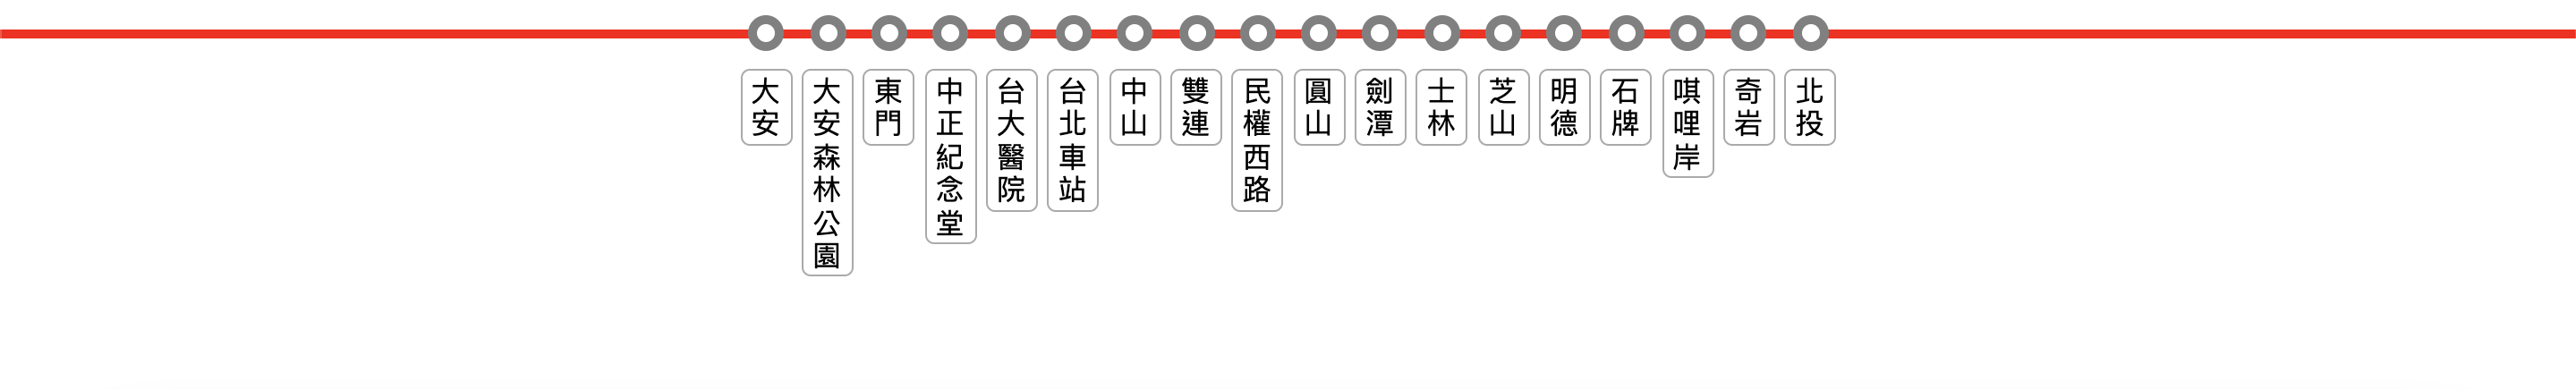 大安
大安森林公園
東門
中正紀念堂
台大醫院
台北車站
中山
雙連
民權西路
圓山
劍潭
士林
芝山
明德
石牌
唭哩岸
奇岩
北投